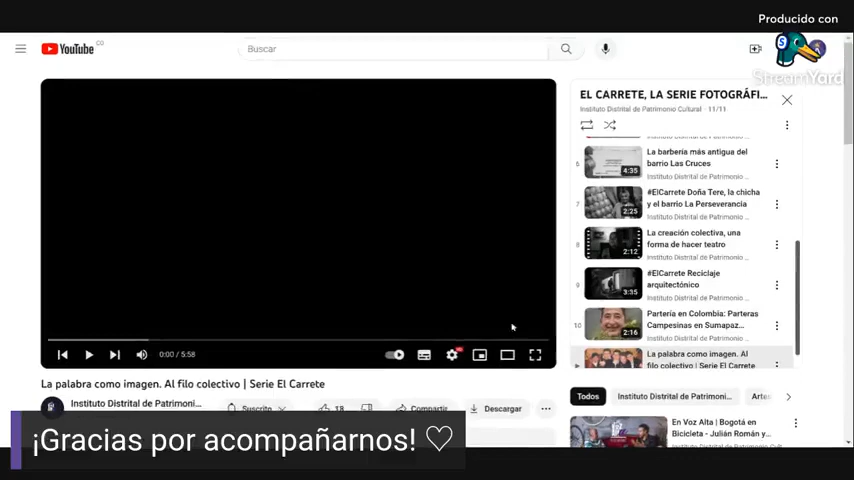 Producido con
StreamYard
YouTube CO
Buscar
EL CARRETE, LA SERIE FOTOGRÁFI...
Instituto Distrital de Patrimonio Cultural - 11/11
6
La barbería más antigua del
barrio Las Cruces
4:35
Instituto Distrital de Patrimonio ...
7
#ElCarrete Doña Tere, la chicha
y el barrio La Perseverancia
2:25
Instituto Distrital de Patrimonio ...
8
La creación colectiva, una
forma de hacer teatro
2:12
Instituto Distrital de Patrimonio ...
9
#ElCarrete Reciclaje
arquitectónico
3:35
Instituto Distrital de Patrimonio ...
10
Partería en Colombia: Parteras
Campesinas en Sumapaz...
2:16
Instituto Distrital de Patrimonio ...
La palabra como imagen. Al
filo colectivo | Serie El Carrete
0:00 / 5:58
La palabra como imagen. Al filo colectivo | Serie El Carrete
Instituto Distrital de Patrimoni...
Suscrito
18
Compartir
Descargar
Todos
Instituto Distrital de Patrimoni...
En Voz Alta | Bogotá en
Bicicleta - Julián Román y...
¡Gracias por acompañarnos! ♡